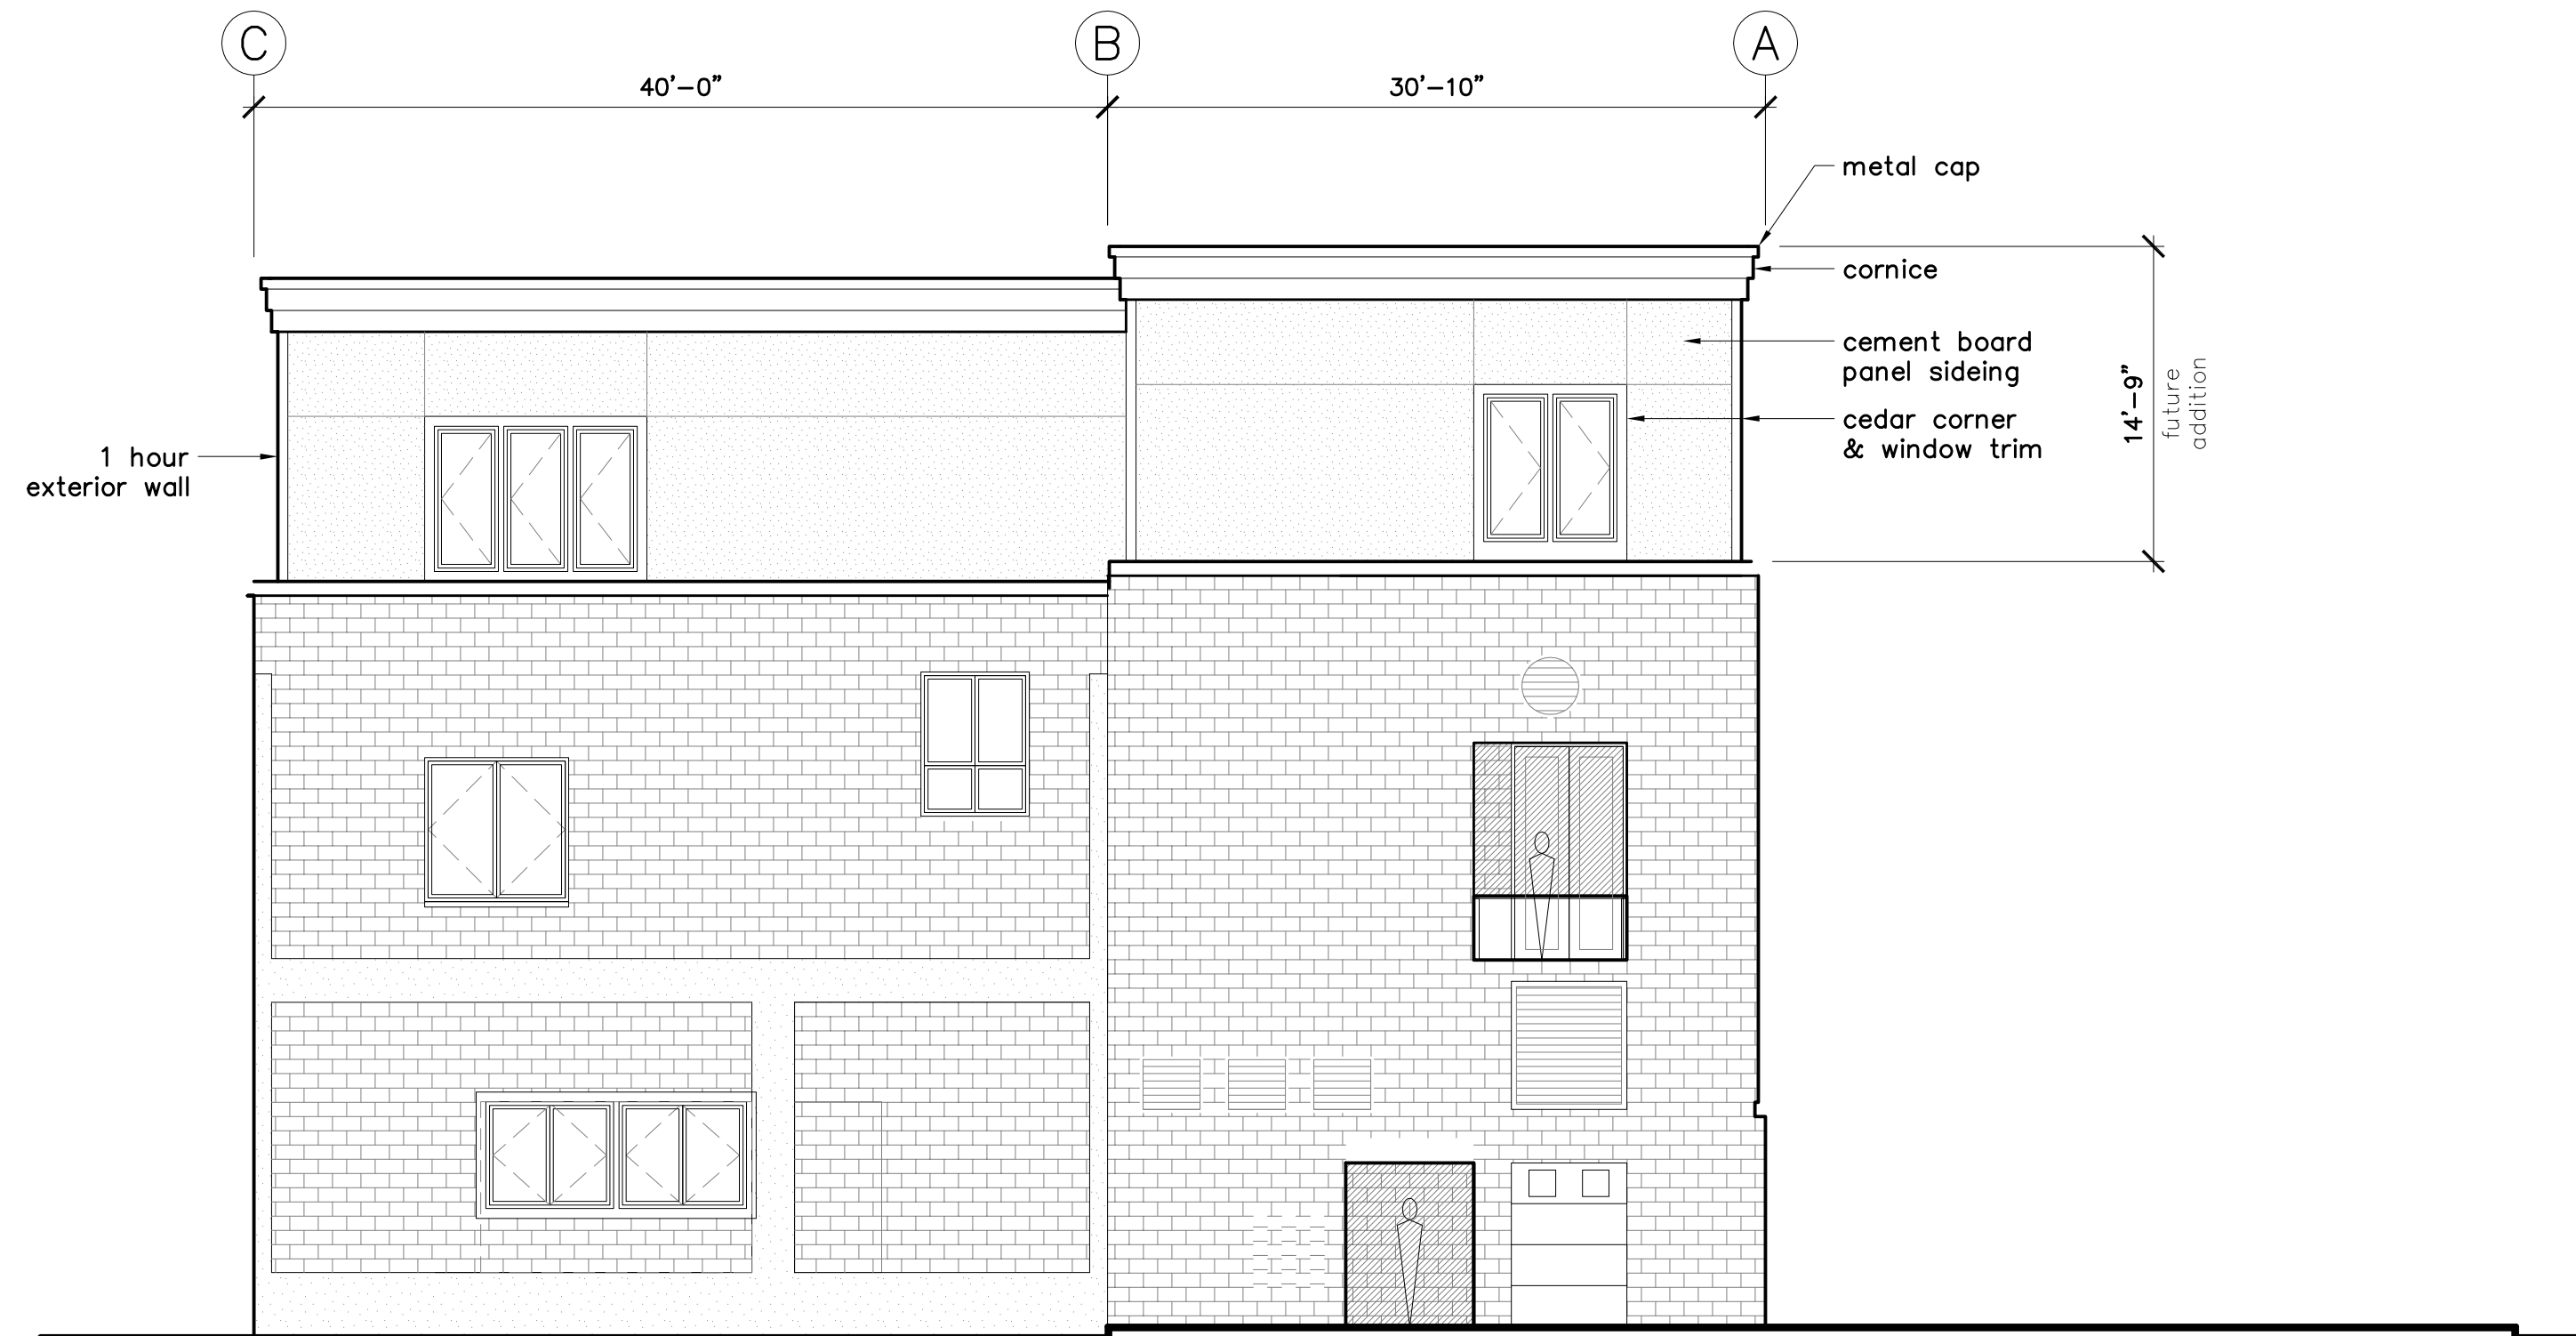 C
B
A
40'-0"
30'-10"
metal cap
cornice
cement board
panel sideing
cedar corner
& window trim
14'-9"
future
addition
1 hour
exterior wall